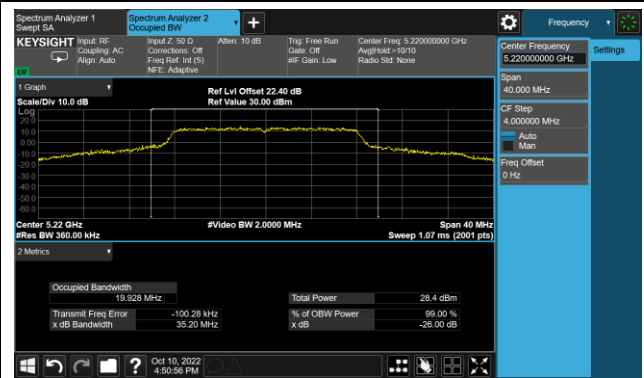 Spectrum Analyzer 1
Swept SA
Spectrum Analyzer 2
Occupied BW
+
Frequency
KEYSIGHT
Input: RF
Coupling: AC
Align: Auto
Input Z: 50 Ω
Corrections: Off
Freq Ref: Int (S)
NFE: Adaptive
Atten: 10 dB
Trig: Free Run
Gate: Off
#IF Gain: Low
Center Freq: 5.220000000 GHz
Avg|Hold:>10/10
Radio Std: None
Center Frequency
5.220000000 GHz
Settings
Span
40.000 MHz
CF Step
4.000000 MHz
Auto
Man
Freq Offset
0 Hz
1 Graph
Scale/Div 10.0 dB
Ref Lvl Offset 22.40 dB
Ref Value 30.00 dBm
Log
20.0
10.0
0.00
-10.0
-20.0
-30.0
-40.0
-50.0
-60.0
Center 5.22 GHz
#Video BW 2.0000 MHz
Span 40 MHz
#Res BW 360.00 kHz
Sweep 1.07 ms (2001 pts)
2 Metrics
Occupied Bandwidth
19.928 MHz
Total Power
28.4 dBm
Transmit Freq Error
-100.28 kHz
% of OBW Power
99.00 %
x dB Bandwidth
35.20 MHz
x dB
-26.00 dB
?
Oct 10, 2022
4:50:56 PM